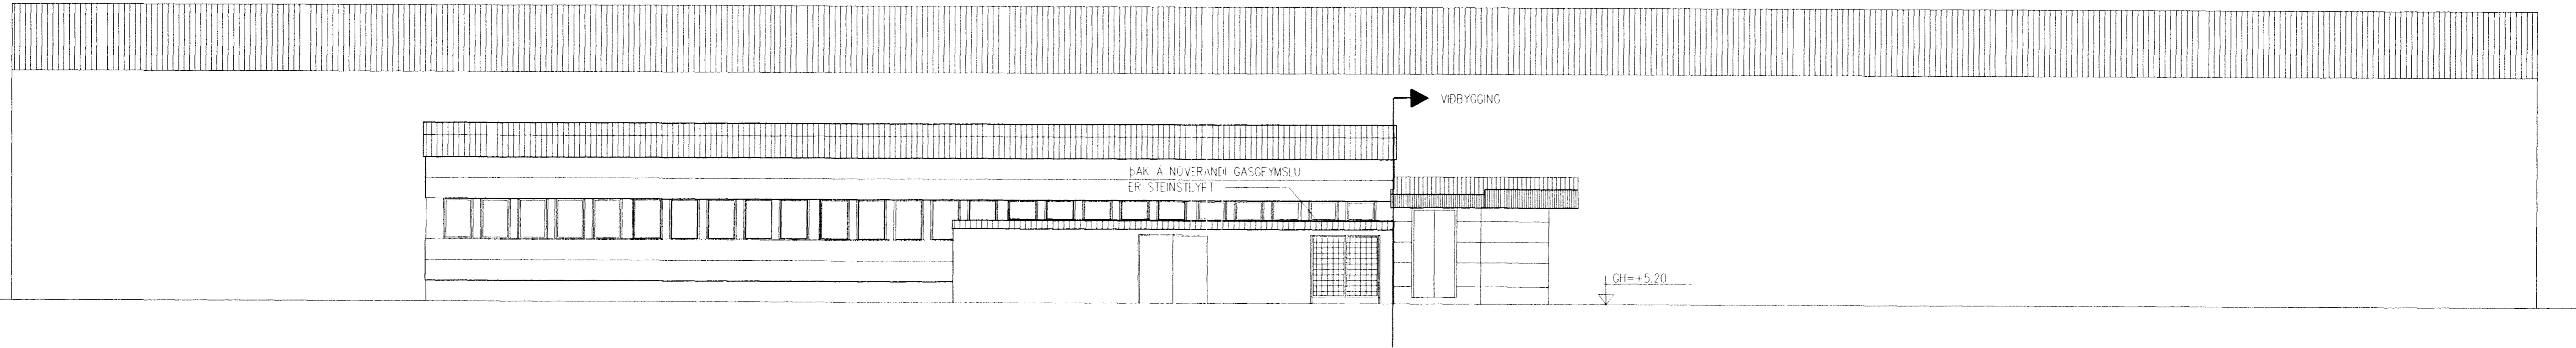 VIÐBYGGING
ÞAK A NÚVERANDI GASGEYMSLU
ER STEINSTEYPT
GH=+5,20